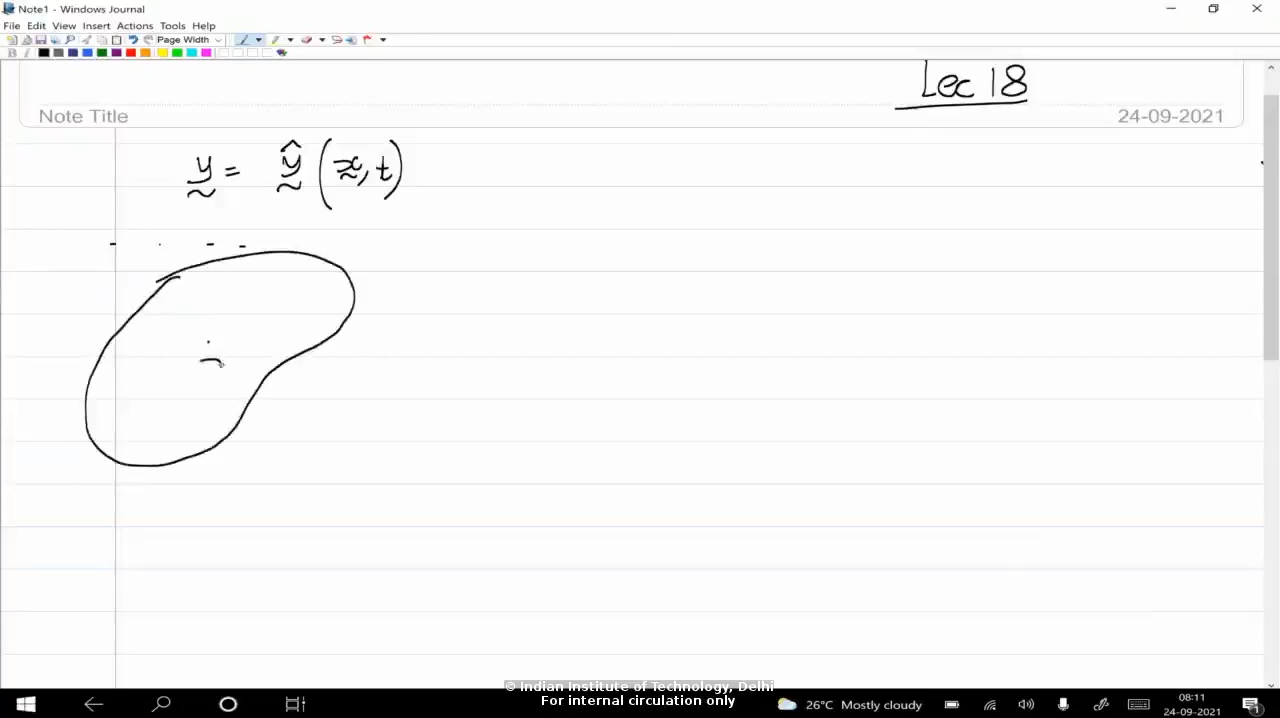 Note1 - Windows Journal
File Edit View Insert Actions Tools Help
Page Width
B I
Lec 18
Note Title
24-09-2021
y = ŷ (x, t)
© Indian Institute of Technology, Delhi
For internal circulation only
26°C Mostly cloudy
08:11
24-09-2021
1